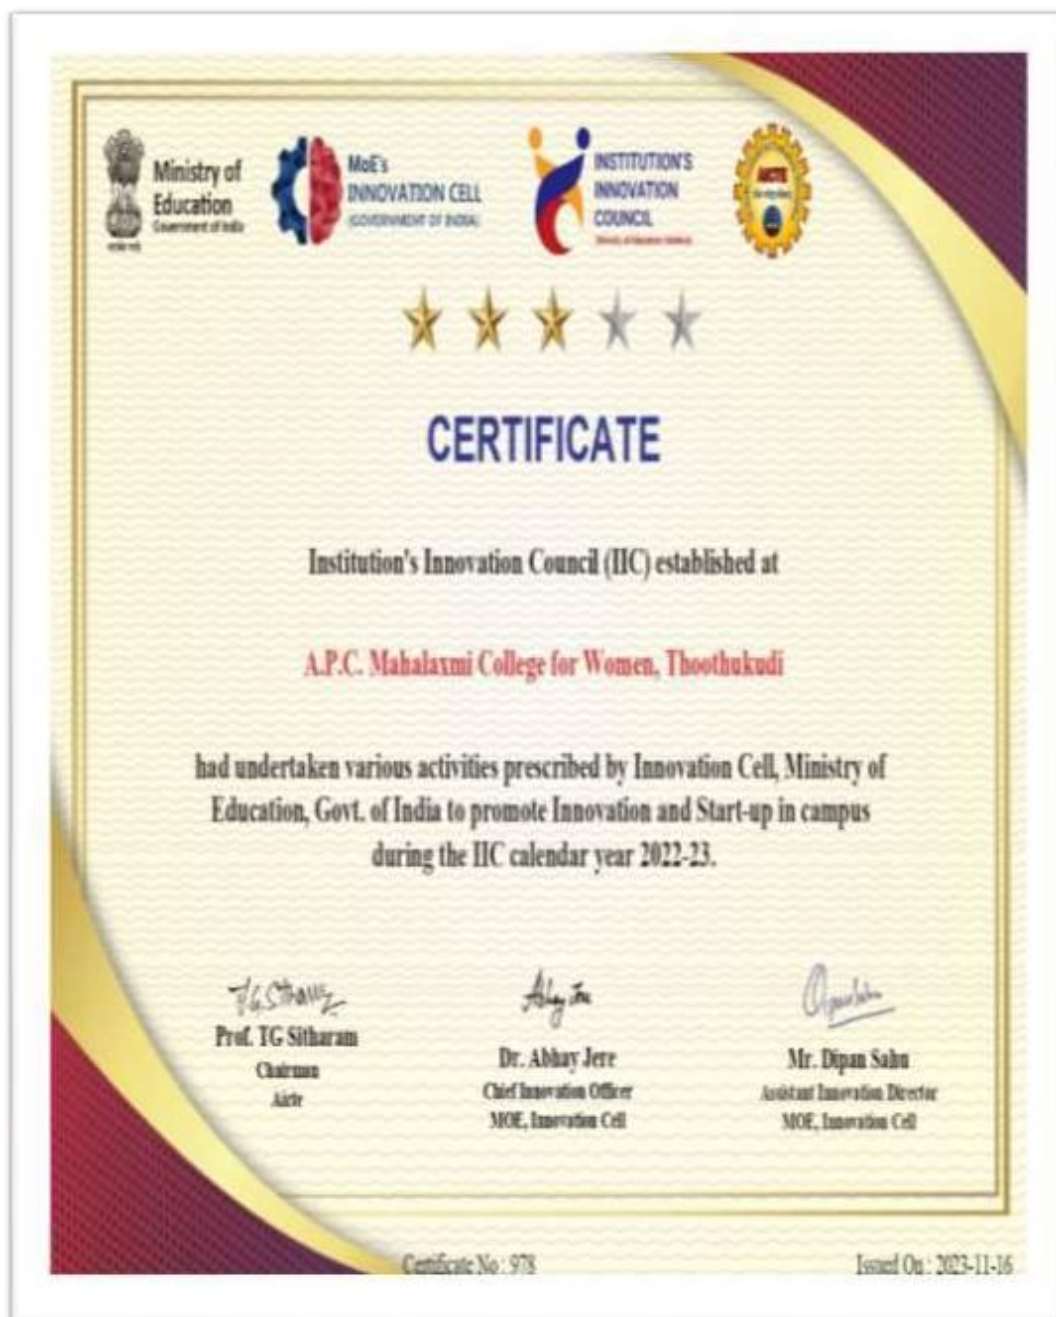 Ministry of
Education
Government of India
MoE's
INNOVATION CELL
(GOVERNMENT OF INDIA)
INSTITUTION'S
INNOVATION
COUNCIL
AICTE
CERTIFICATE
Institution's Innovation Council (IIC) established at
A.P.C. Mahalaxmi College for Women, Thoothukudi
had undertaken various activities prescribed by Innovation Cell, Ministry of
Education, Govt. of India to promote Innovation and Start-up in campus
during the IIC calendar year 2022-23.
Prof. TG Sitharam
Chairman
Aicte
Abhay Jere
Dr. Abhay Jere
Chief Innovation Officer
MOE, Innovation Cell
Mr. Dipan Sahu
Assistant Innovation Director
MOE, Innovation Cell
Certificate No : 978
Issued On : 2023-11-16